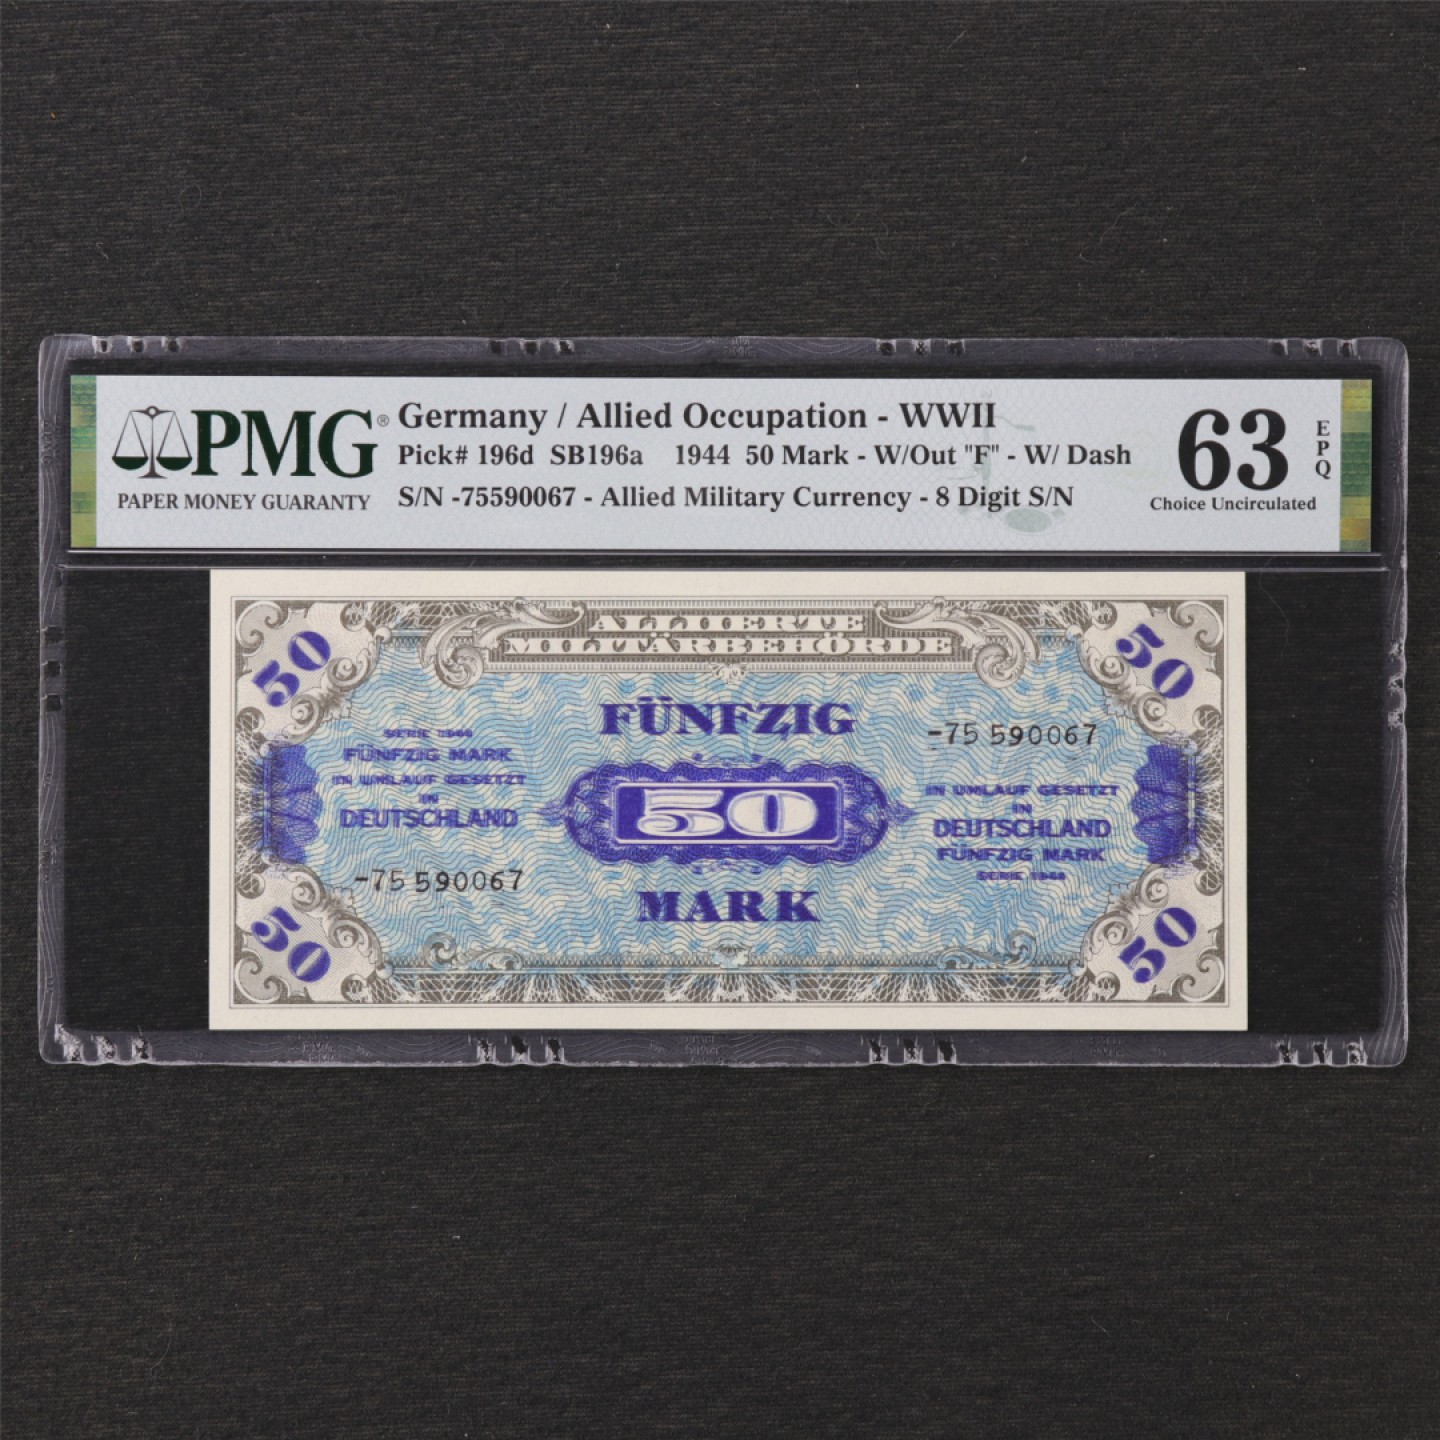 PMG®
PAPER MONEY GUARANTY
Germany / Allied Occupation - WWII
Pick# 196d SB196a 1944 50 Mark - W/Out "F" - W/ Dash
S/N -75590067 - Allied Military Currency - 8 Digit S/N
63
EPQ
Choice Uncirculated
ALLIIERTE
MILITÄRBEHÖRDE
50
50
FÜNFZIG
50
MARK
SERIE 1944
FÜNFZIG MARK
IN UMLAUF GESETZT
IN
DEUTSCHLAND
-75 590067
-75 590067
IN UMLAUF GESETZT
IN
DEUTSCHLAND
FÜNFZIG MARK
SERIE 1944
50
50